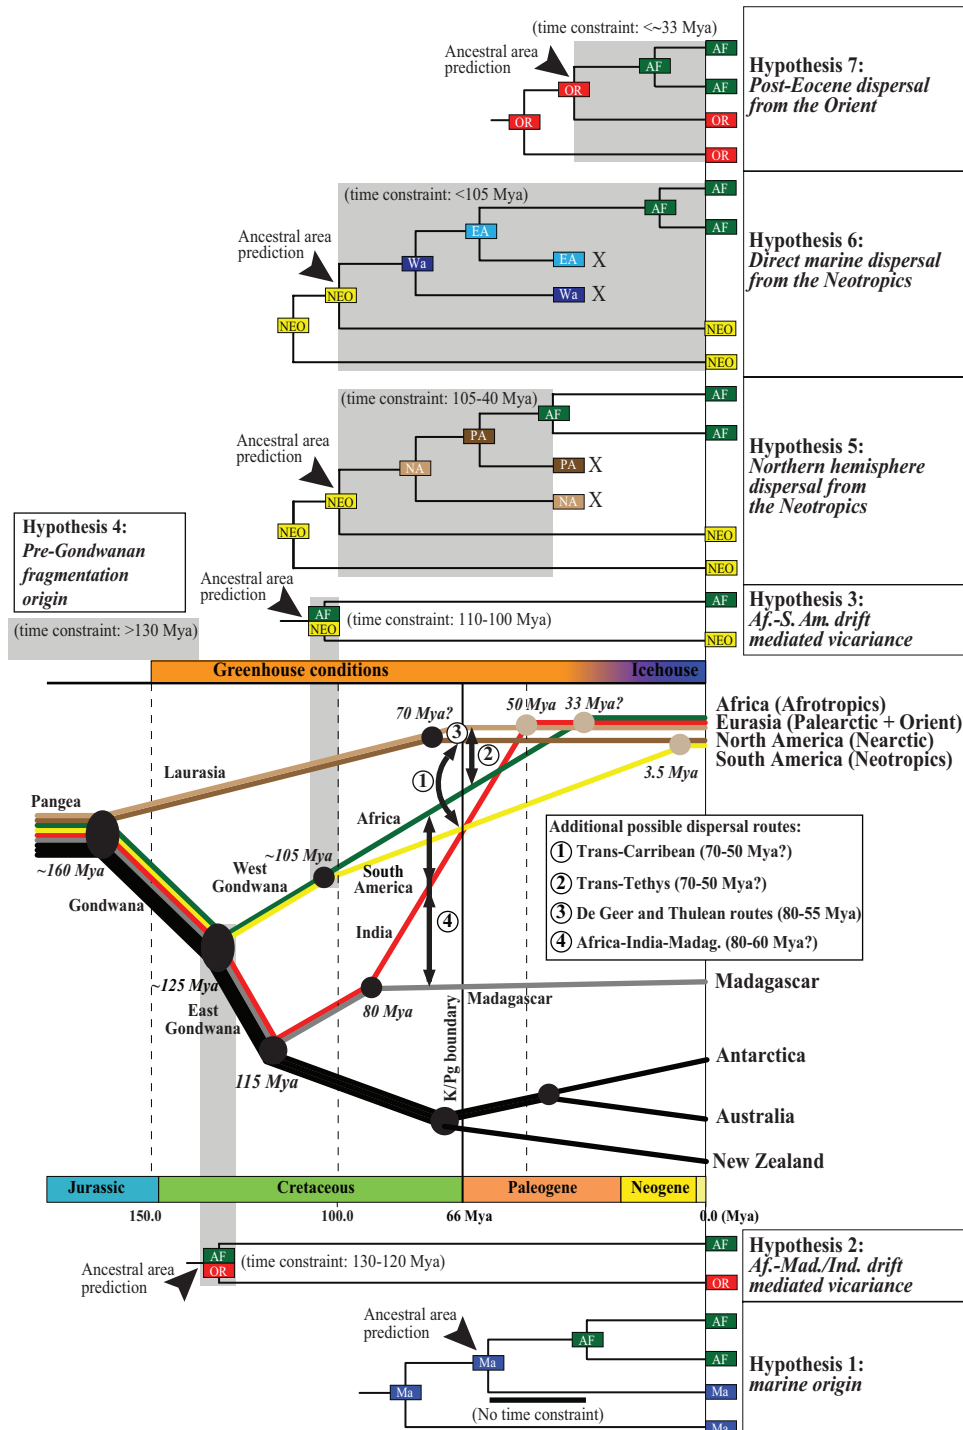 (time constraint: <~33 Mya)
Ancestral area
prediction
AF
AF
AF
OR
OR
OR
OR
Hypothesis 7:
Post-Eocene dispersal
from the Orient
(time constraint: <105 Mya)
Ancestral area
prediction
AF
AF
AF
EA
EA X
Wa
Wa X
NEO
NEO
NEO
NEO
Hypothesis 6:
Direct marine dispersal
from the Neotropics
(time constraint: 105-40 Mya)
Ancestral area
prediction
AF
AF
AF
PA
PA X
NA
NA X
NEO
NEO
NEO
NEO
Hypothesis 5:
Northern hemisphere
dispersal from
the Neotropics
Hypothesis 4:
Pre-Gondwanan
fragmentation
origin
(time constraint: >130 Mya)
Ancestral area
prediction
AF
NEO
(time constraint: 110-100 Mya)
AF
NEO
Hypothesis 3:
Af.-S. Am. drift
mediated vicariance
Greenhouse conditions
Icehouse
Africa (Afrotropics)
Eurasia (Palearctic + Orient)
North America (Nearctic)
South America (Neotropics)
70 Mya?
50 Mya
33 Mya?
3.5 Mya
3
2
1
4
Laurasia
Pangea
~160 Mya
Gondwana
West
Gondwana
~105 Mya
Africa
South
America
India
~125 Mya
East
Gondwana
115 Mya
80 Mya
Madagascar
K/Pg boundary
Additional possible dispersal routes:
1 Trans-Carribean (70-50 Mya?)
2 Trans-Tethys (70-50 Mya?)
3 De Geer and Thulean routes (80-55 Mya)
4 Africa-India-Madag. (80-60 Mya?)
Madagascar
Antarctica
Australia
New Zealand
Jurassic
Cretaceous
Paleogene
Neogene
150.0
100.0
66 Mya
0.0 (Mya)
AF
OR
(time constraint: 130-120 Mya)
Ancestral area
prediction
AF
OR
Hypothesis 2:
Af.-Mad./Ind. drift
mediated vicariance
Ancestral area
prediction
AF
AF
AF
Ma
Ma
Ma
Ma
(No time constraint)
Hypothesis 1:
marine origin